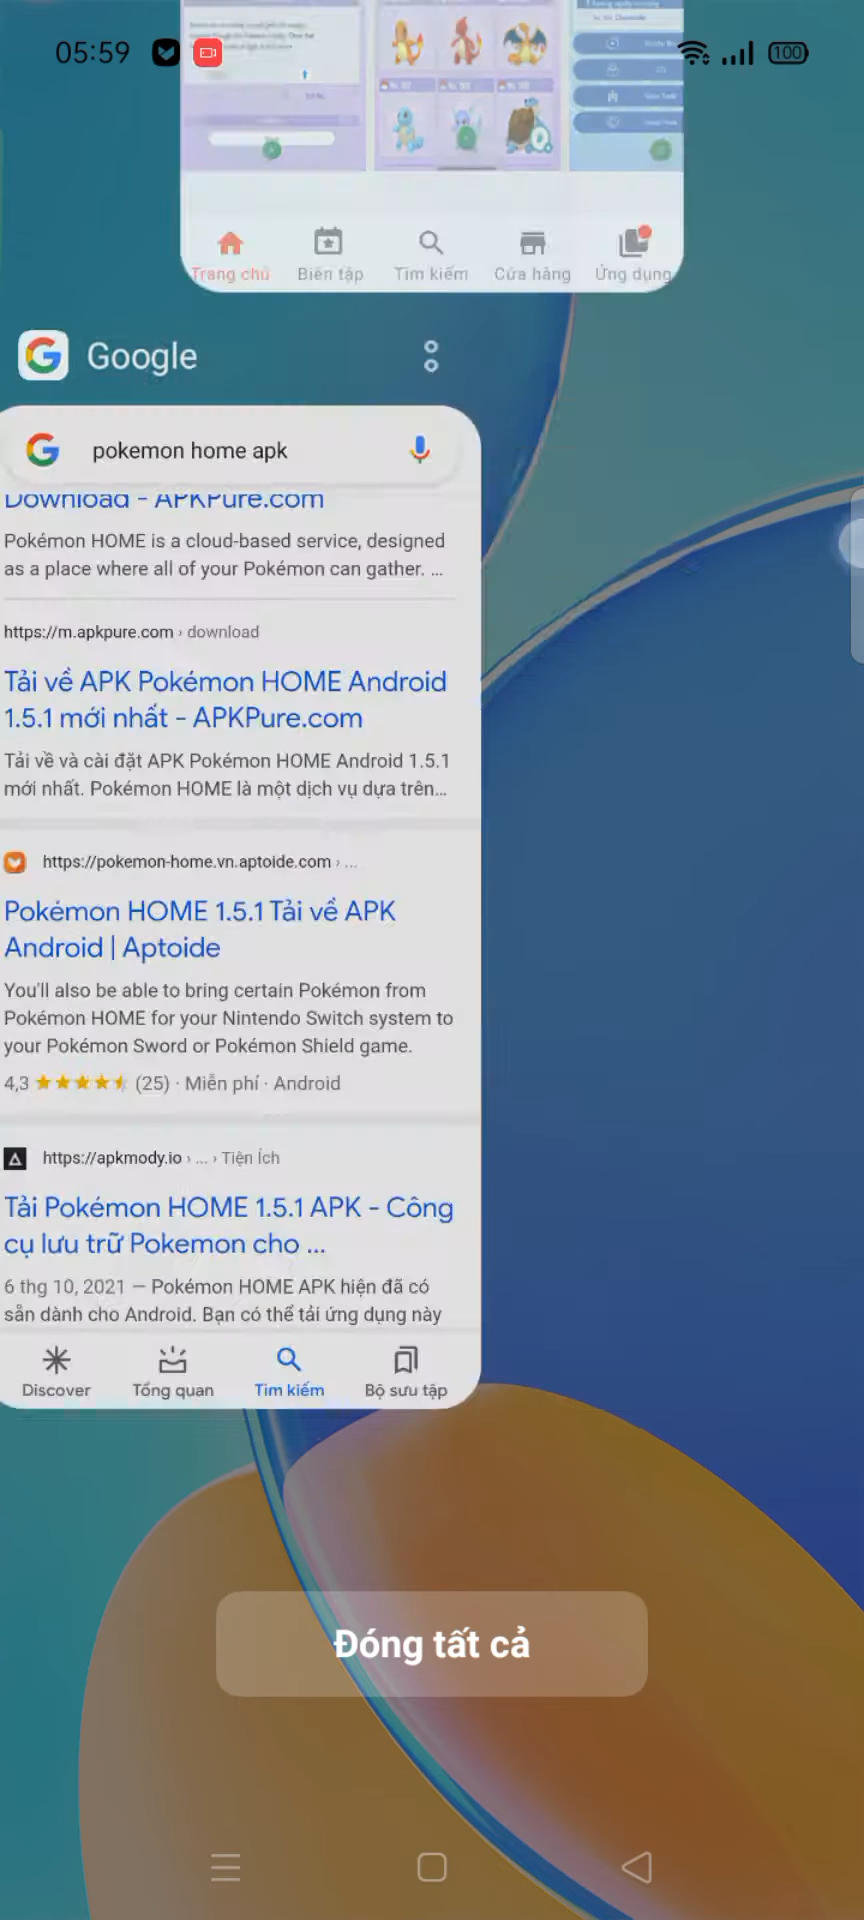 05:59
100
Trang chủ
Biên tập
Tìm kiếm
Cửa hàng
Ứng dụng
Google
pokemon home apk
Download - APKPure.com
Pokémon HOME is a cloud-based service, designed
as a place where all of your Pokémon can gather. ...
https://m.apkpure.com › download
Tải về APK Pokémon HOME Android
1.5.1 mới nhất - APKPure.com
Tải về và cài đặt APK Pokémon HOME Android 1.5.1
mới nhất. Pokémon HOME là một dịch vụ dựa trên...
https://pokemon-home.vn.aptoide.com › ...
Pokémon HOME 1.5.1 Tải về APK
Android | Aptoide
You'll also be able to bring certain Pokémon from
Pokémon HOME for your Nintendo Switch system to
your Pokémon Sword or Pokémon Shield game.
4,3 ★★★★★ (25) · Miễn phí · Android
https://apkmody.io › ... › Tiện Ích
Tải Pokémon HOME 1.5.1 APK - Công
cụ lưu trữ Pokemon cho ...
6 thg 10, 2021 — Pokémon HOME APK hiện đã có
sẵn dành cho Android. Bạn có thể tải ứng dụng này
Discover
Tổng quan
Tìm kiếm
Bộ sưu tập
Đóng tất cả